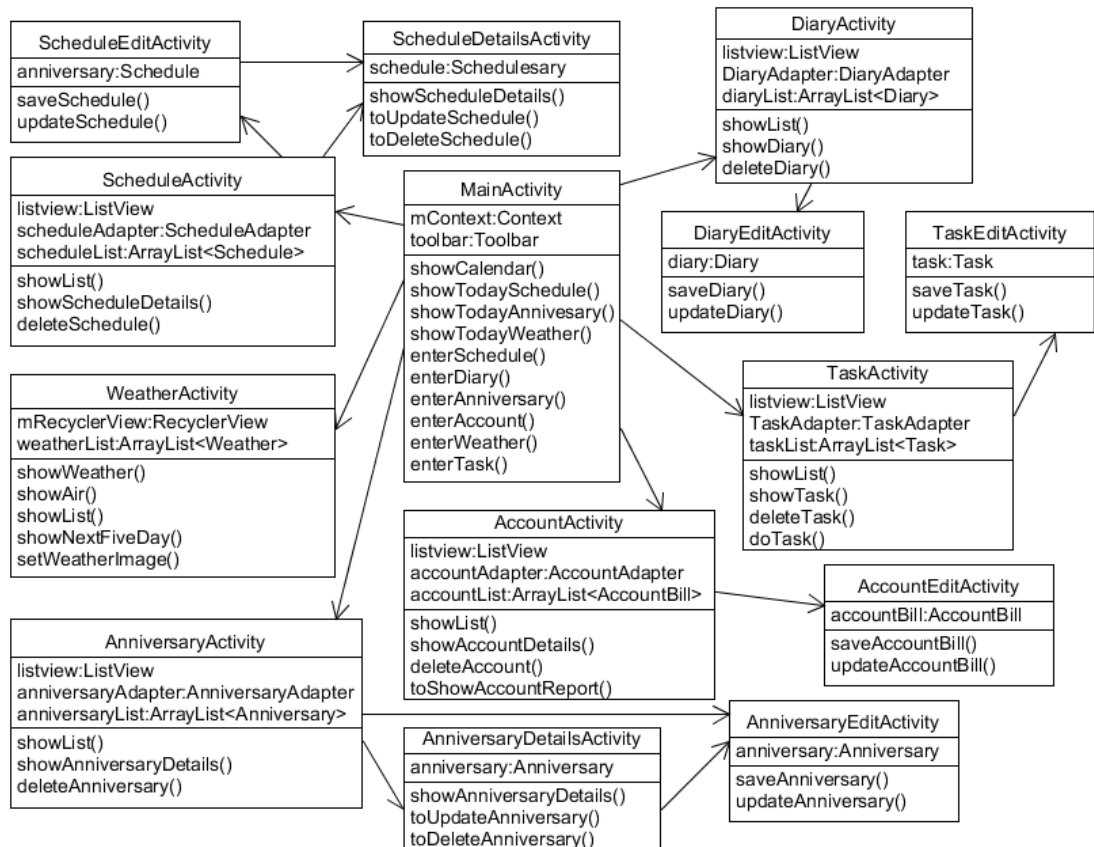 ScheduleEditActivity
anniversary:Schedule
saveSchedule()
updateSchedule()
ScheduleDetailsActivity
schedule:Schedulesary
showScheduleDetails()
toUpdateSchedule()
toDeleteSchedule()
DiaryActivity
listview:ListView
DiaryAdapter:DiaryAdapter
diaryList:ArrayList<Diary>
showList()
showDiary()
deleteDiary()
ScheduleActivity
listview:ListView
scheduleAdapter:ScheduleAdapter
scheduleList:ArrayList<Schedule>
showList()
showScheduleDetails()
deleteSchedule()
MainActivity
mContext:Context
toolbar:Toolbar
showCalendar()
showTodaySchedule()
showTodayAnnivesary()
showTodayWeather()
enterSchedule()
enterDiary()
enterAnniversary()
enterAccount()
enterWeather()
enterTask()
DiaryEditActivity
diary:Diary
saveDiary()
updateDiary()
TaskEditActivity
task:Task
saveTask()
updateTask()
WeatherActivity
mRecyclerView:RecyclerView
weatherList:ArrayList<Weather>
showWeather()
showAir()
showList()
showNextFiveDay()
setWeatherImage()
TaskActivity
listview:ListView
TaskAdapter:TaskAdapter
taskList:ArrayList<Task>
showList()
showTask()
deleteTask()
doTask()
AccountActivity
listview:ListView
accountAdapter:AccountAdapter
accountList:ArrayList<AccountBill>
showList()
showAccountDetails()
deleteAccount()
toShowAccountReport()
AccountEditActivity
accountBill:AccountBill
saveAccountBill()
updateAccountBill()
AnniversaryActivity
listview:ListView
anniversaryAdapter:AnniversaryAdapter
anniversaryList:ArrayList<Anniversary>
showList()
showAnniversaryDetails()
deleteAnniversary()
AnniversaryDetailsActivity
anniversary:Anniversary
showAnniversaryDetails()
toUpdateAnniversary()
toDeleteAnniversary()
AnniversaryEditActivity
anniversary:Anniversary
saveAnniversary()
updateAnniversary()